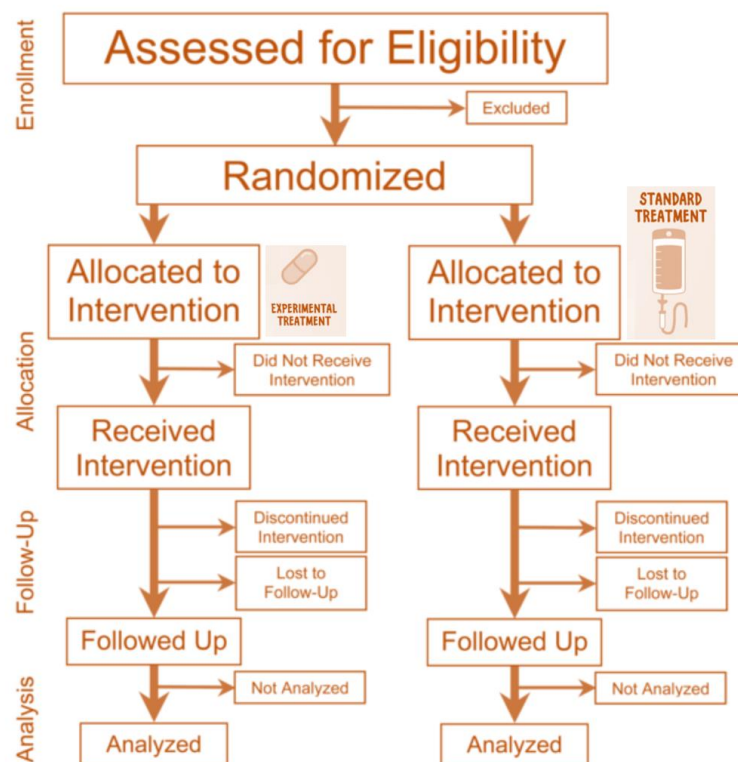 Enrollment
Assessed for Eligibility
Excluded
Randomized
Allocation
Allocated to
Intervention
EXPERIMENTAL
TREATMENT
Allocated to
Intervention
STANDARD
TREATMENT
Did Not Receive
Intervention
Did Not Receive
Intervention
Received
Intervention
Received
Intervention
Follow-Up
Discontinued
Intervention
Discontinued
Intervention
Lost to
Follow-Up
Lost to
Follow-Up
Followed Up
Followed Up
Analysis
Not Analyzed
Not Analyzed
Analyzed
Analyzed